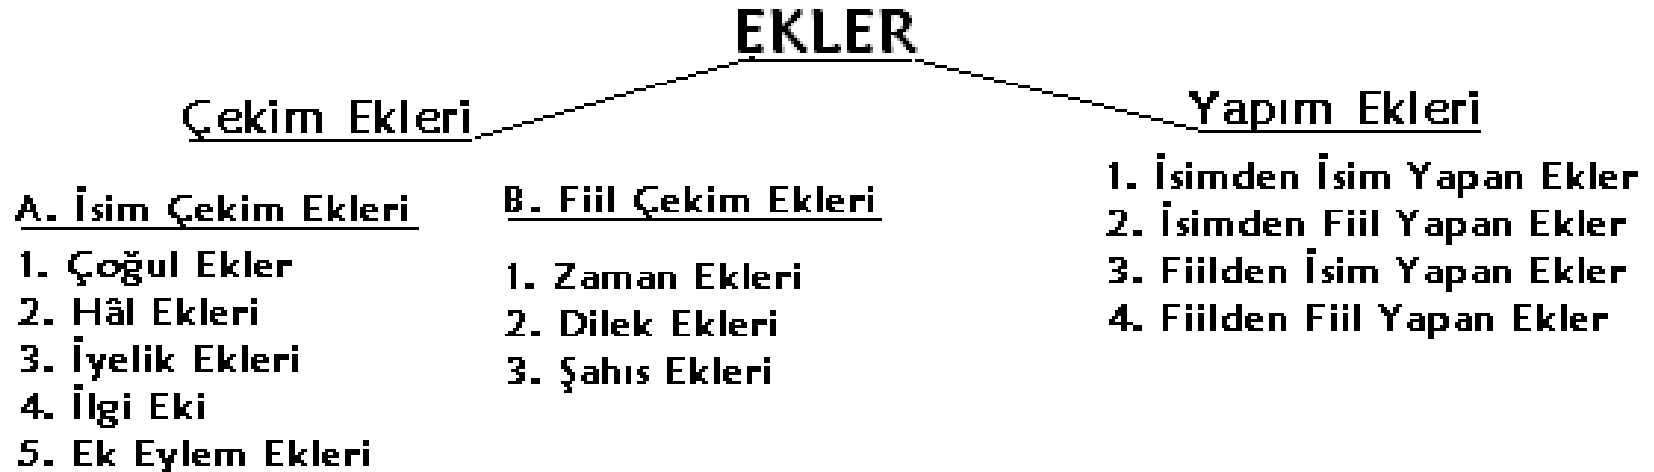 EKLER
Çekim Ekleri
A. İsim Çekim Ekleri
1. Çoğul Ekler
2. Hâl Ekleri
3. İyelik Ekleri
4. İlgi Eki
5. Ek Eylem Ekleri
B. Fiil Çekim Ekleri
1. Zaman Ekleri
2. Dilek Ekleri
3. Şahıs Ekleri
Yapım Ekleri
1. İsimden İsim Yapan Ekler
2. İsimden Fiil Yapan Ekler
3. Fiilden İsim Yapan Ekler
4. Fiilden Fiil Yapan Ekler